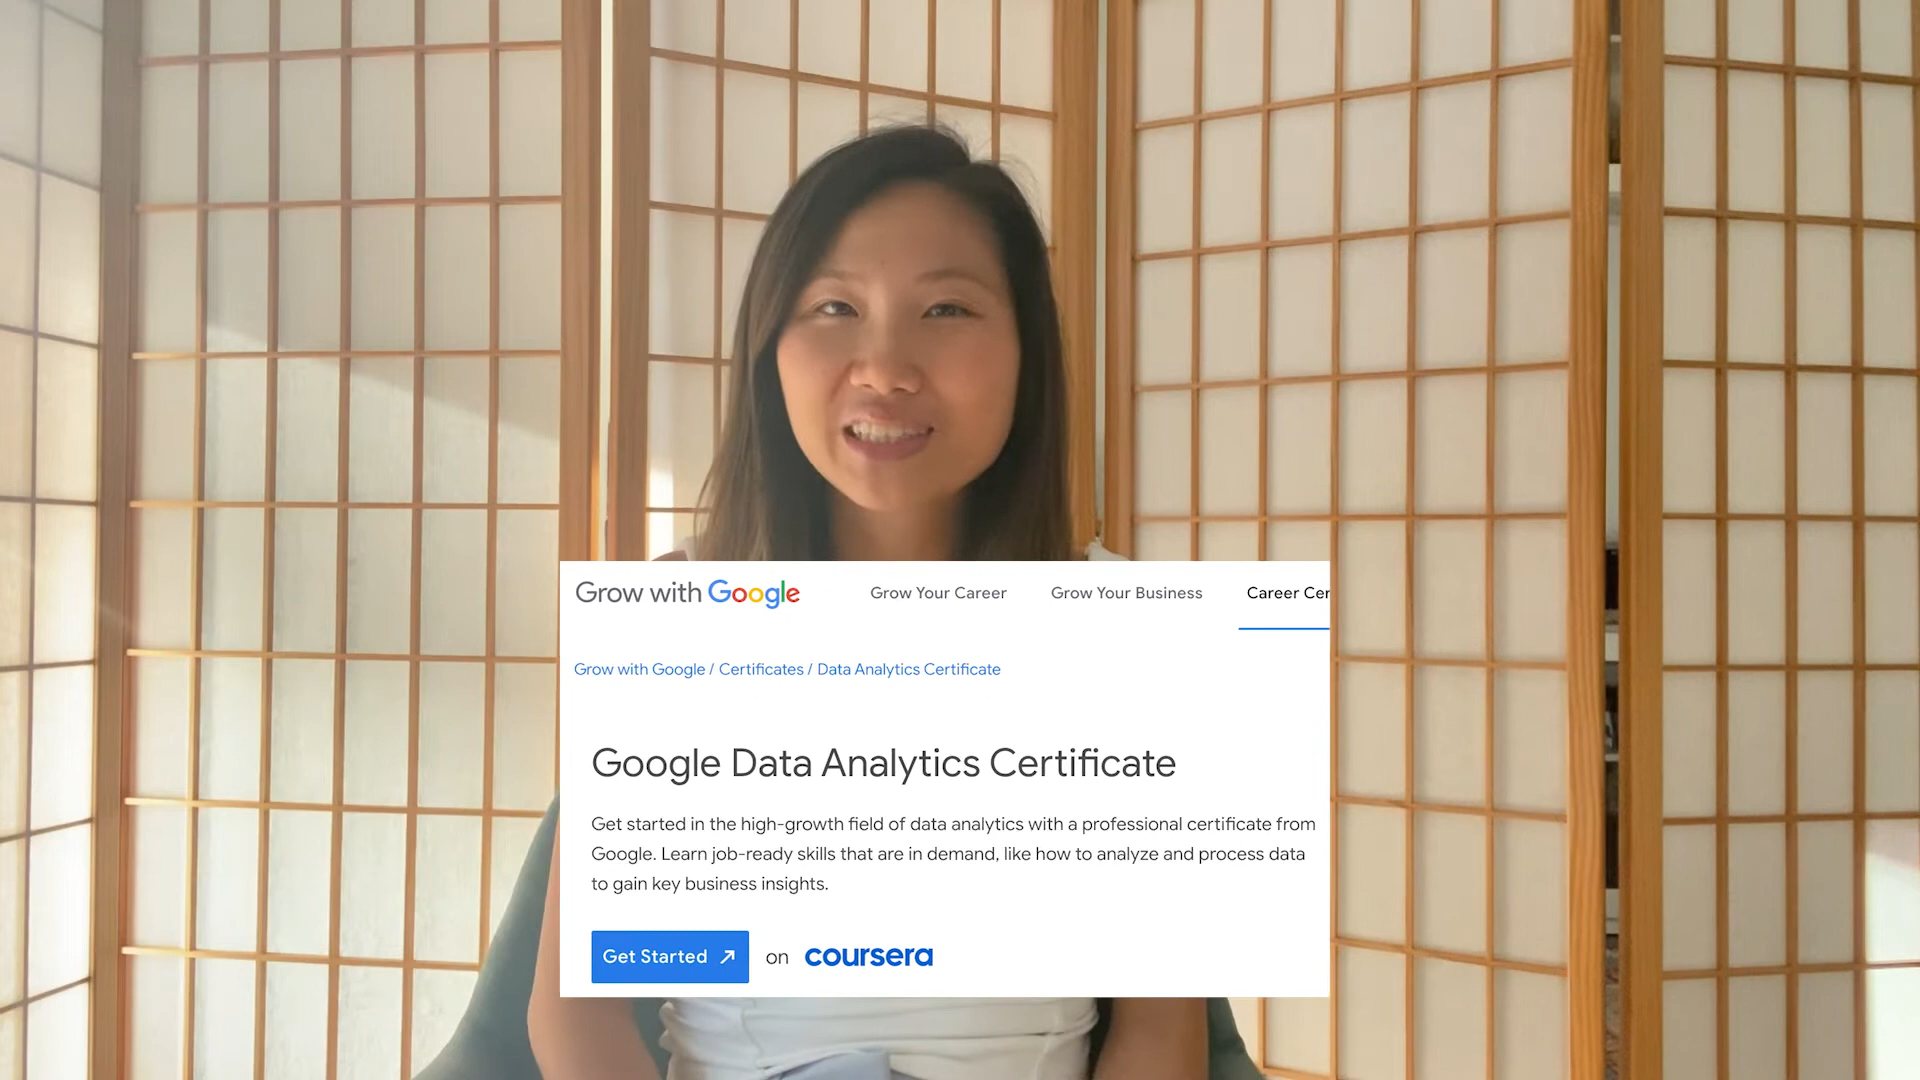 Grow with Google
Grow Your Career
Grow Your Business
Career Cer
Grow with Google / Certificates / Data Analytics Certificate
Google Data Analytics Certificate
Get started in the high-growth field of data analytics with a professional certificate from
Google. Learn job-ready skills that are in demand, like how to analyze and process data
to gain key business insights.
Get Started on coursera